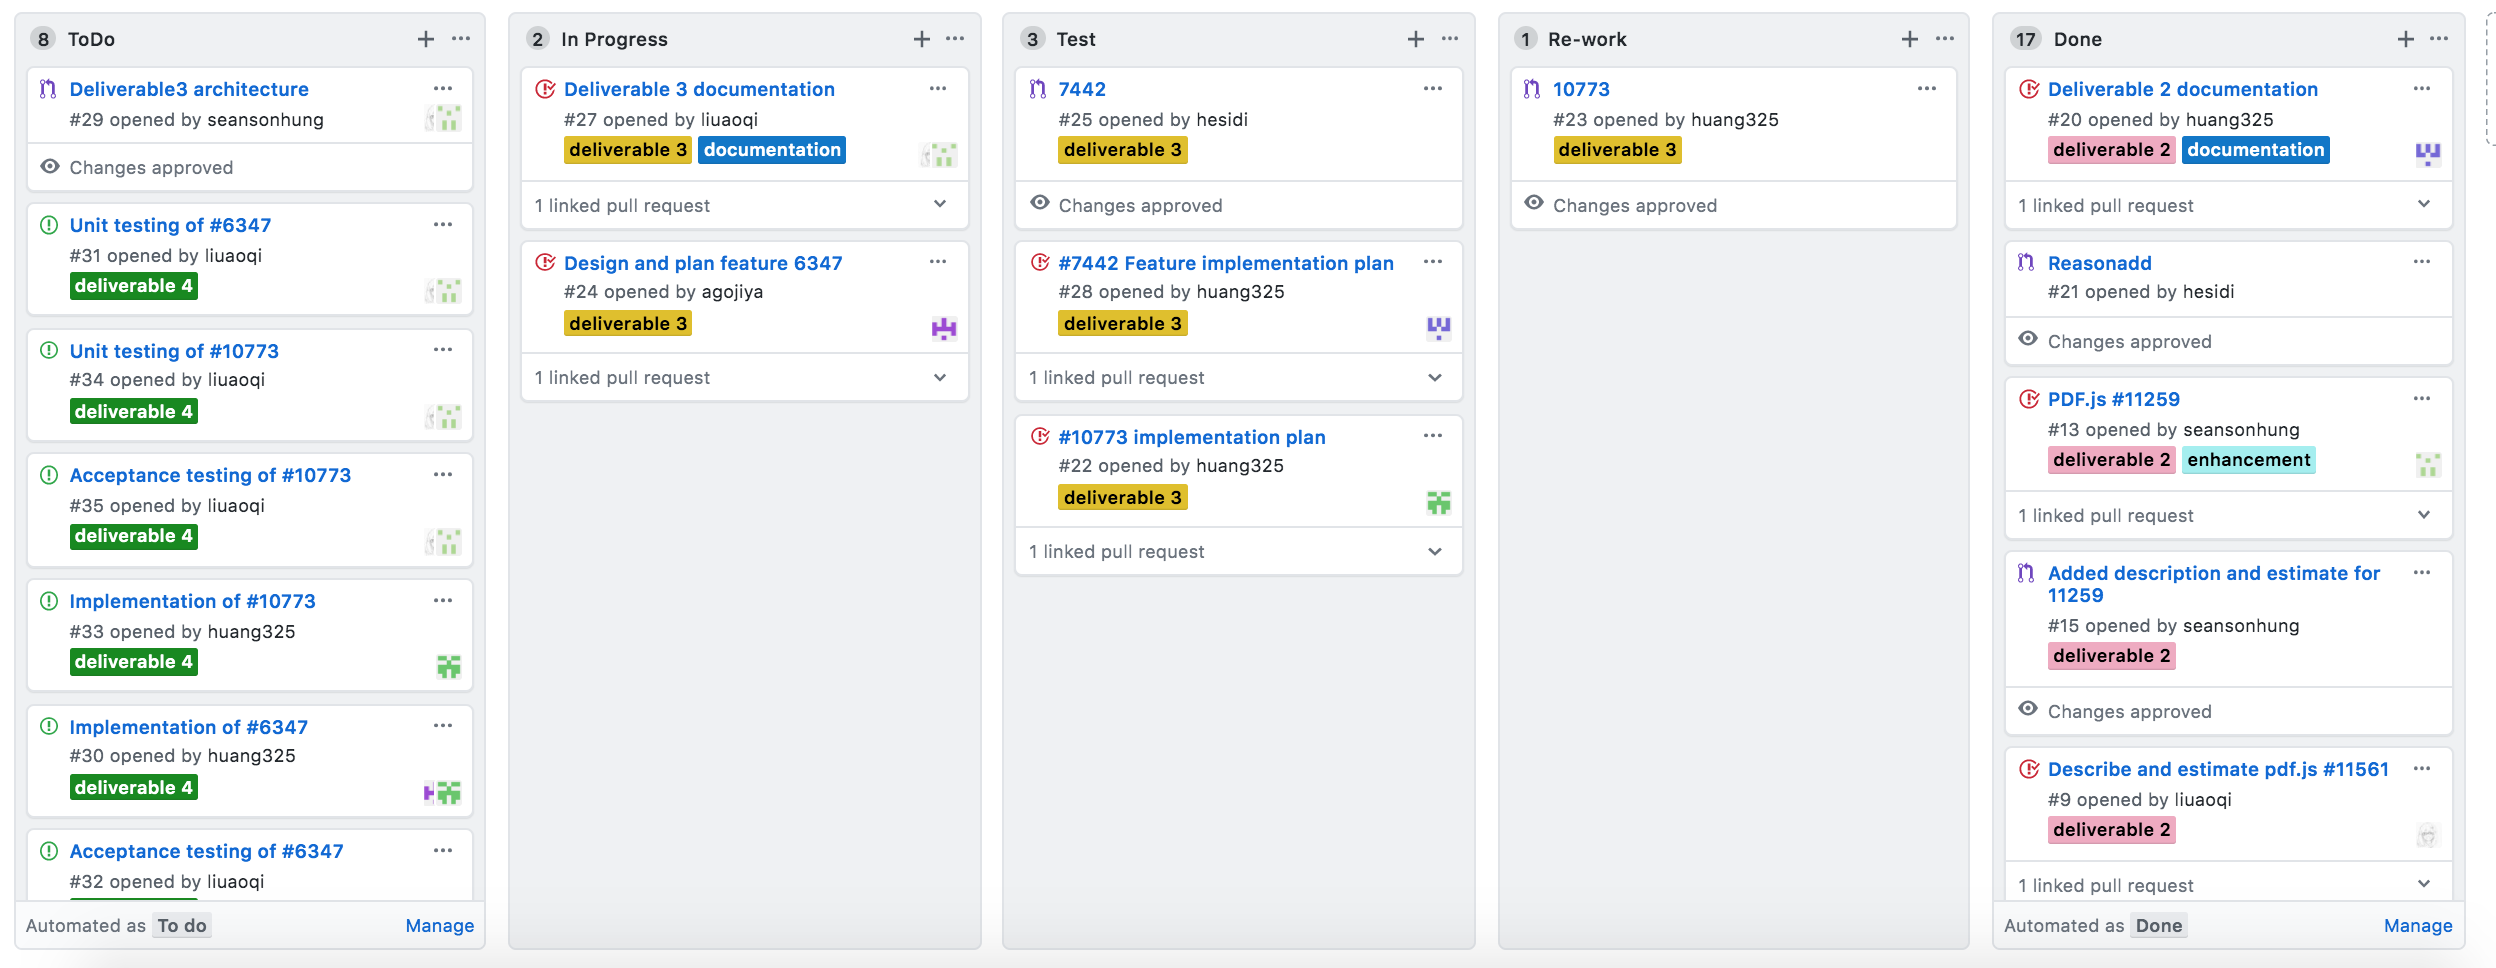 8 ToDo
Deliverable3 architecture
#29 opened by seansonhung
Changes approved
Unit testing of #6347
#31 opened by liuaoqi
deliverable 4
Unit testing of #10773
#34 opened by liuaoqi
deliverable 4
Acceptance testing of #10773
#35 opened by liuaoqi
deliverable 4
Implementation of #10773
#33 opened by huang325
deliverable 4
Implementation of #6347
#30 opened by huang325
deliverable 4
Acceptance testing of #6347
#32 opened by liuaoqi
Automated as To do Manage
2 In Progress
Deliverable 3 documentation
#27 opened by liuaoqi
deliverable 3 documentation
1 linked pull request
Design and plan feature 6347
#24 opened by agojiya
deliverable 3
1 linked pull request
3 Test
7442
#25 opened by hesidi
deliverable 3
Changes approved
#7442 Feature implementation plan
#28 opened by huang325
deliverable 3
1 linked pull request
#10773 implementation plan
#22 opened by huang325
deliverable 3
1 linked pull request
1 Re-work
10773
#23 opened by huang325
deliverable 3
Changes approved
17 Done
Deliverable 2 documentation
#20 opened by huang325
deliverable 2 documentation
1 linked pull request
Reasonadd
#21 opened by hesidi
Changes approved
PDF.js #11259
#13 opened by seansonhung
deliverable 2 enhancement
1 linked pull request
Added description and estimate for
11259
#15 opened by seansonhung
deliverable 2
Changes approved
Describe and estimate pdf.js #11561
#9 opened by liuaoqi
deliverable 2
1 linked pull request
Automated as Done Manage